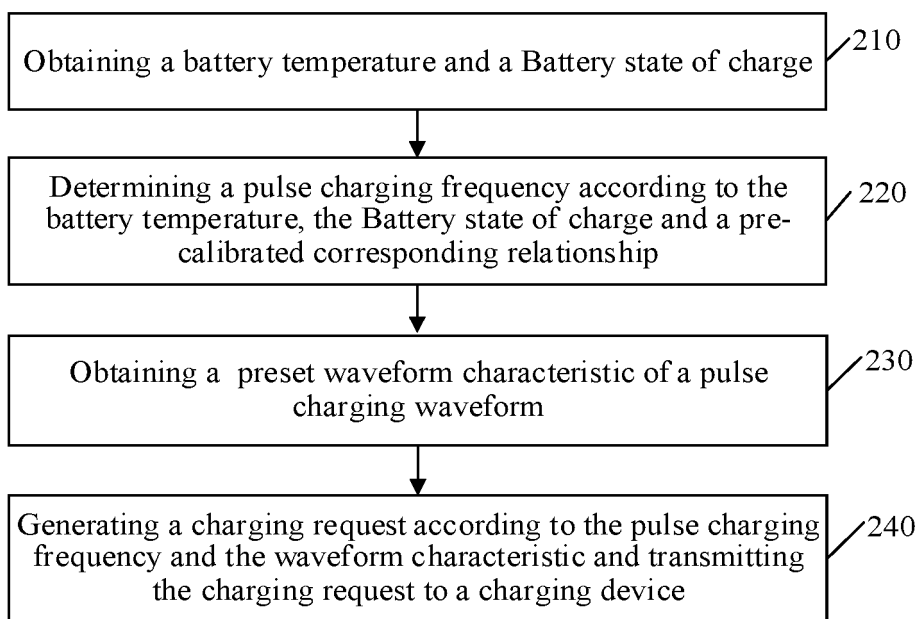 Obtaining a battery temperature and a Battery state of charge
210
Determining a pulse charging frequency according to the
battery temperature, the Battery state of charge and a pre-
calibrated corresponding relationship
220
Obtaining a preset waveform characteristic of a pulse
charging waveform
230
Generating a charging request according to the pulse charging
frequency and the waveform characteristic and transmitting
the charging request to a charging device
240